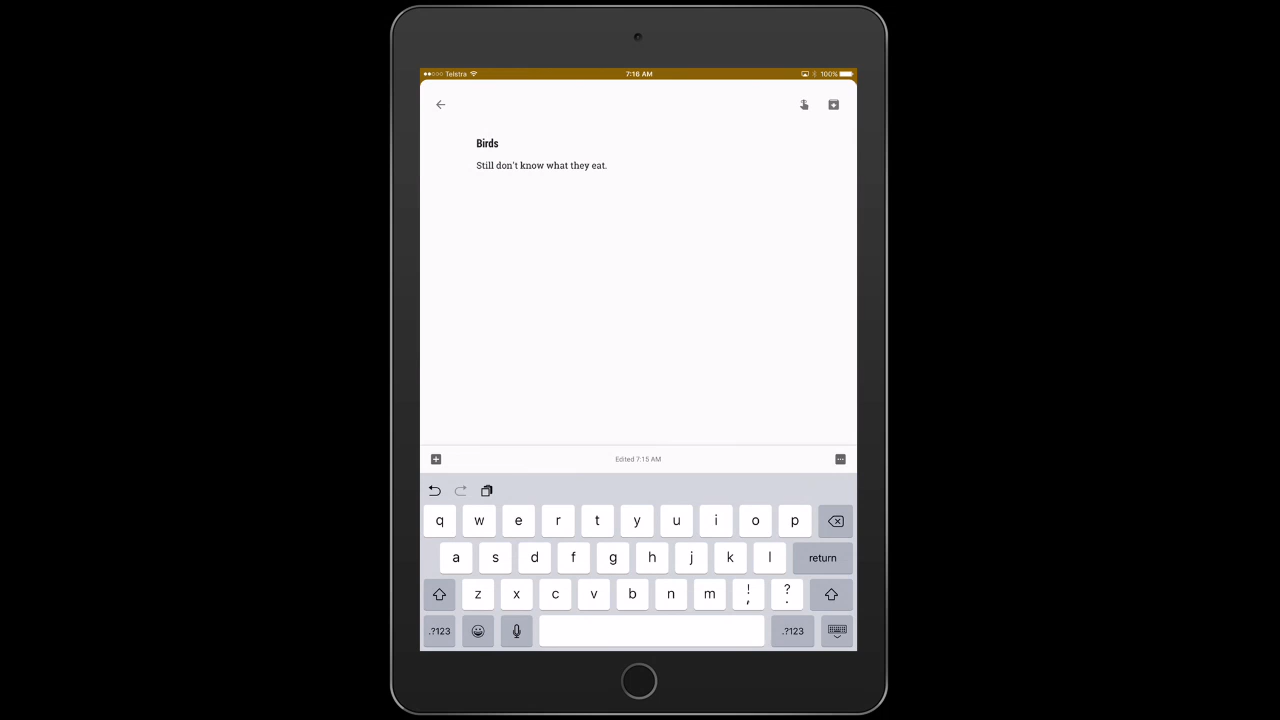 Telstra 7:16 AM 100%
Birds
Still don't know what they eat.
Edited 7:15 AM
q w e r t y u i o p
a s d f g h j k l return
z x c v b n m ! , ? .
.?123 .?123